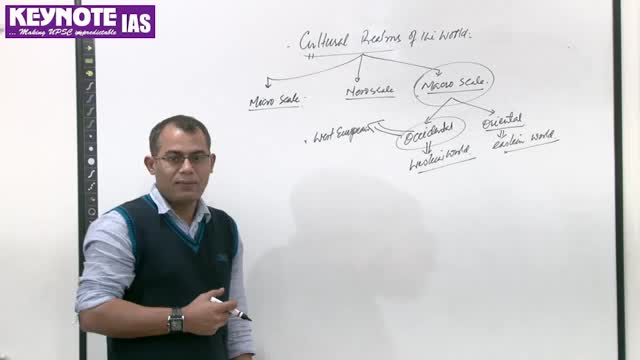 KEYNOTE IAS
... Making UPSC unpredictable
. Cultural Realms of the World.
Micro Scale. Mesoscale Macro Scale.
. West European Occidental Oriental
Western World. eastern world.